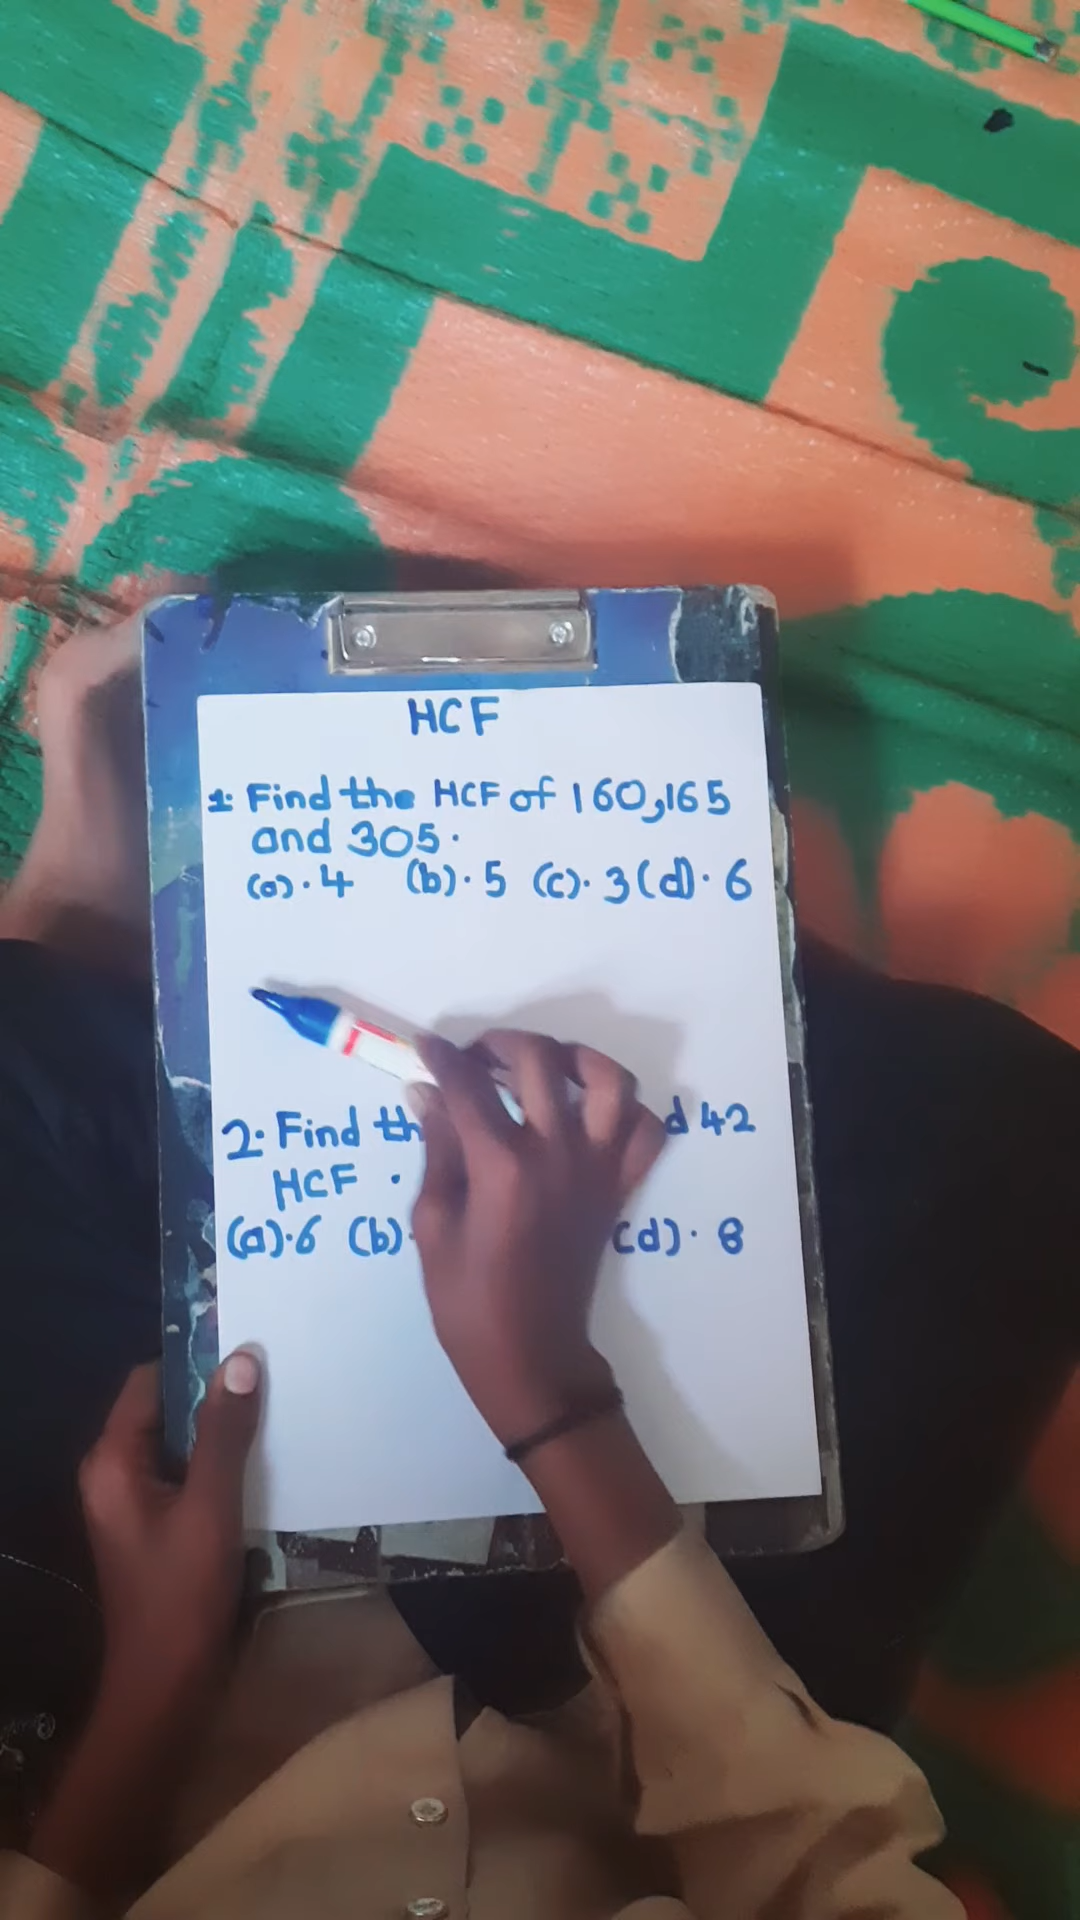 HCF
1: Find the HCF of 160,165
and 305.
(a).4 (b).5 (c).3(d).6
2. Find th d 42
HCF .
(a).6 (b). (d). 8